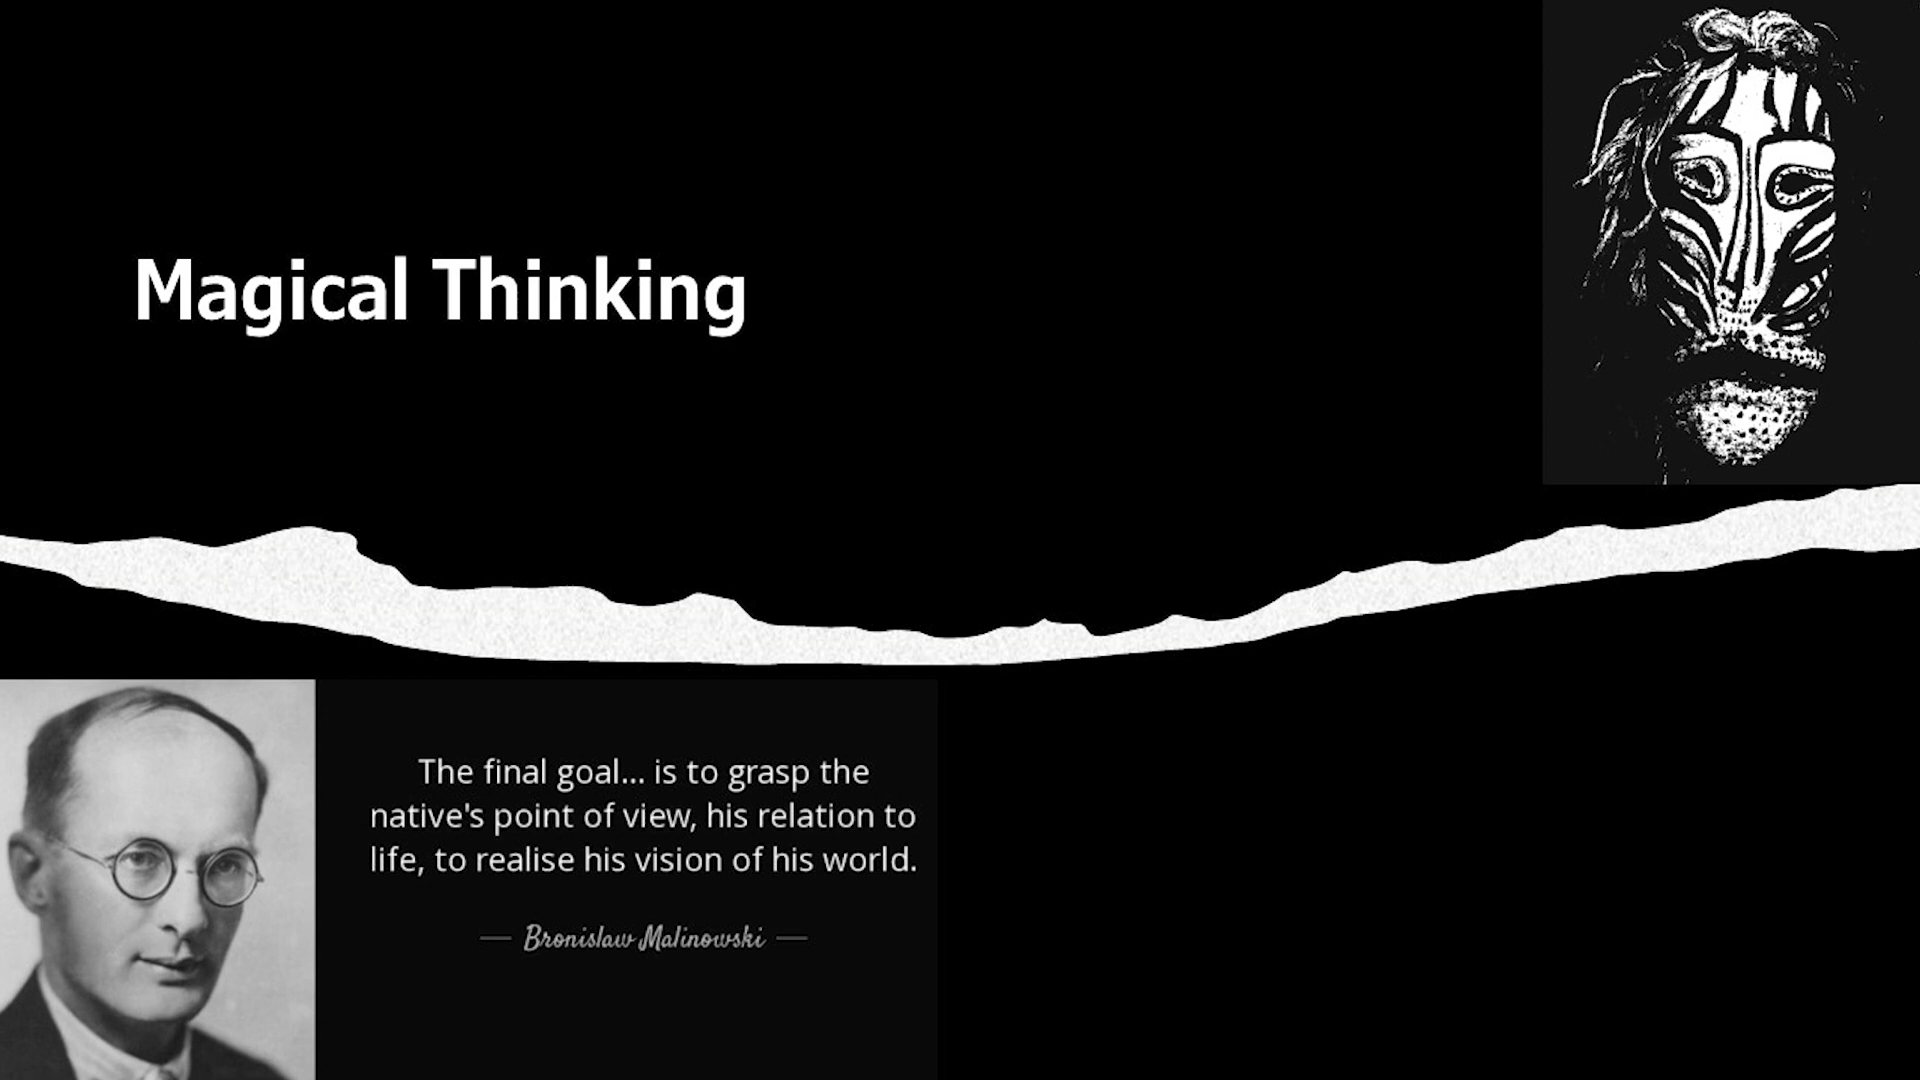 Magical Thinking
The final goal... is to grasp the
native's point of view, his relation to
life, to realise his vision of his world.
— Bronislaw Malinowski —